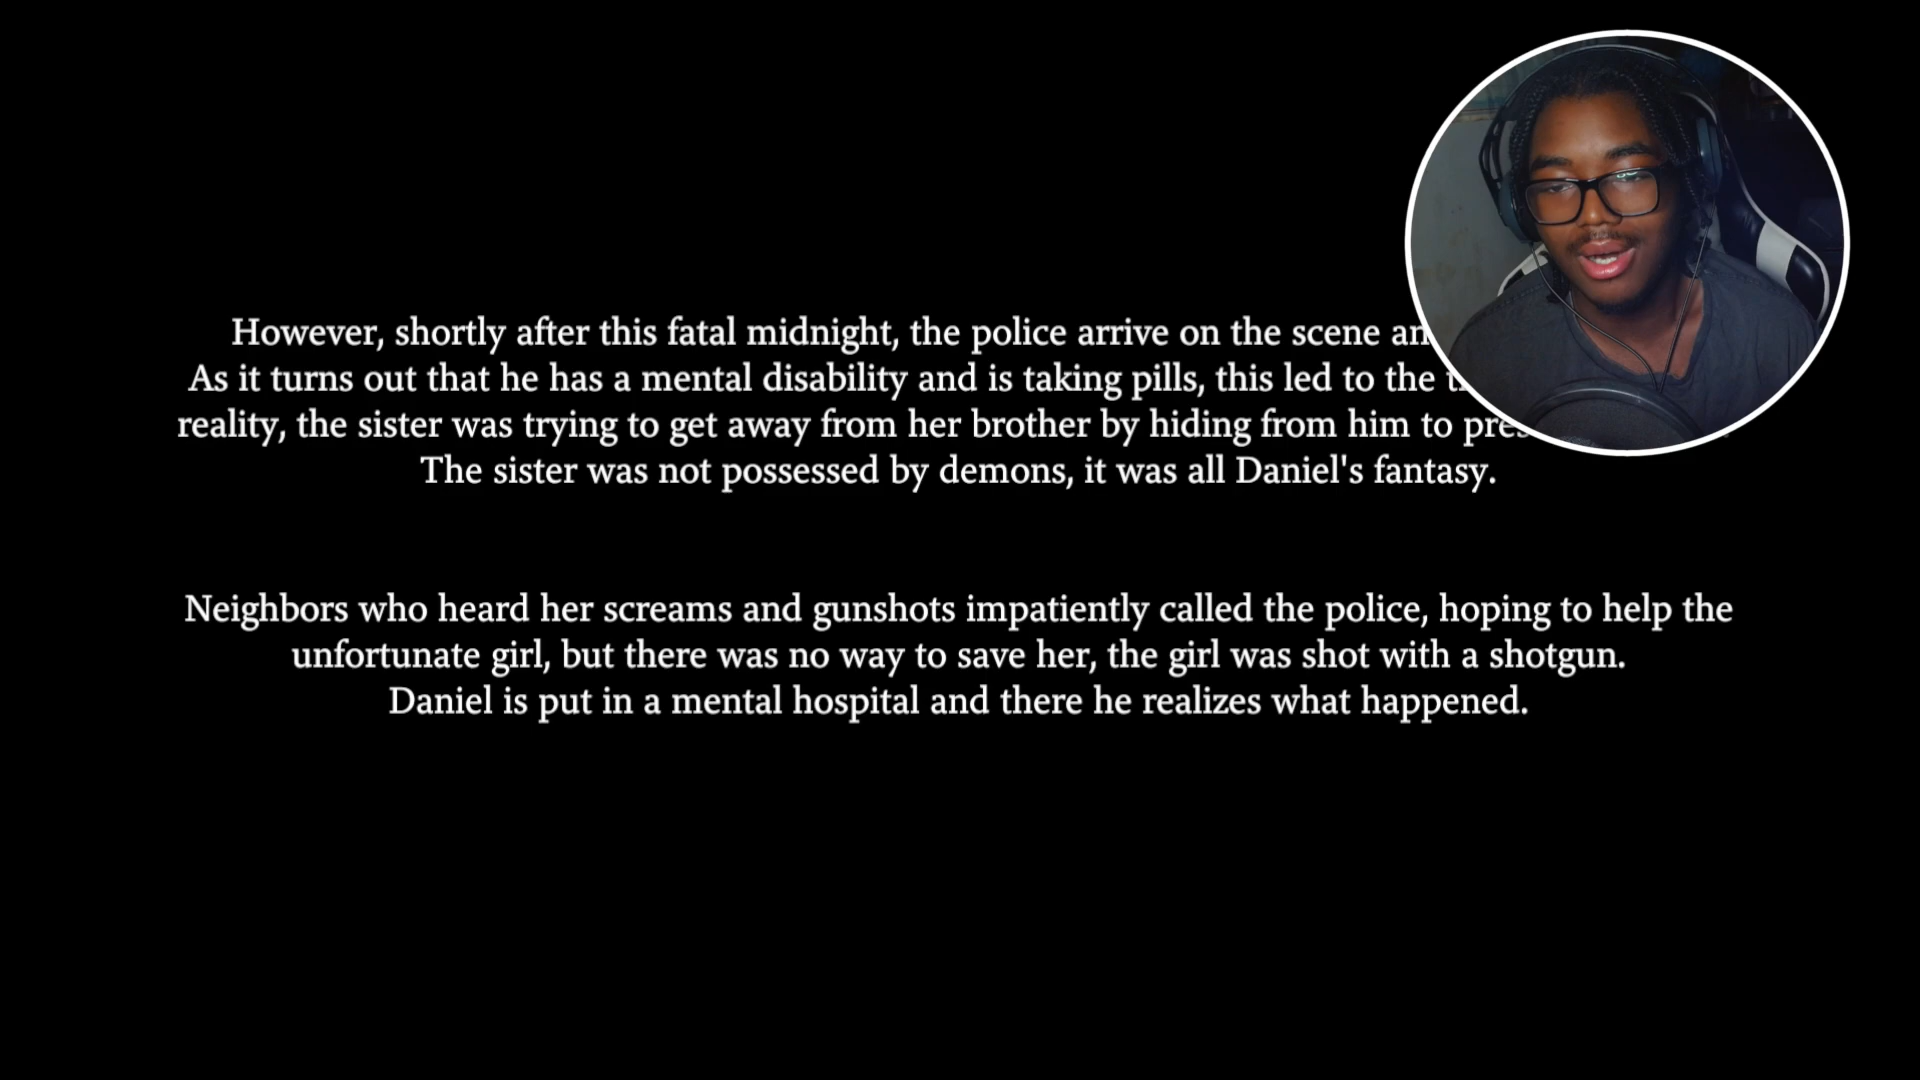 However, shortly after this fatal midnight, the police arrive on the scene
As it turns out that he has a mental disability and is taking pills, this led to the
reality, the sister was trying to get away from her brother by hiding from him to
The sister was not possessed by demons, it was all Daniel's fantasy.
Neighbors who heard her screams and gunshots impatiently called the police, hoping to help the
unfortunate girl, but there was no way to save her, the girl was shot with a shotgun.
Daniel is put in a mental hospital and there he realizes what happened.